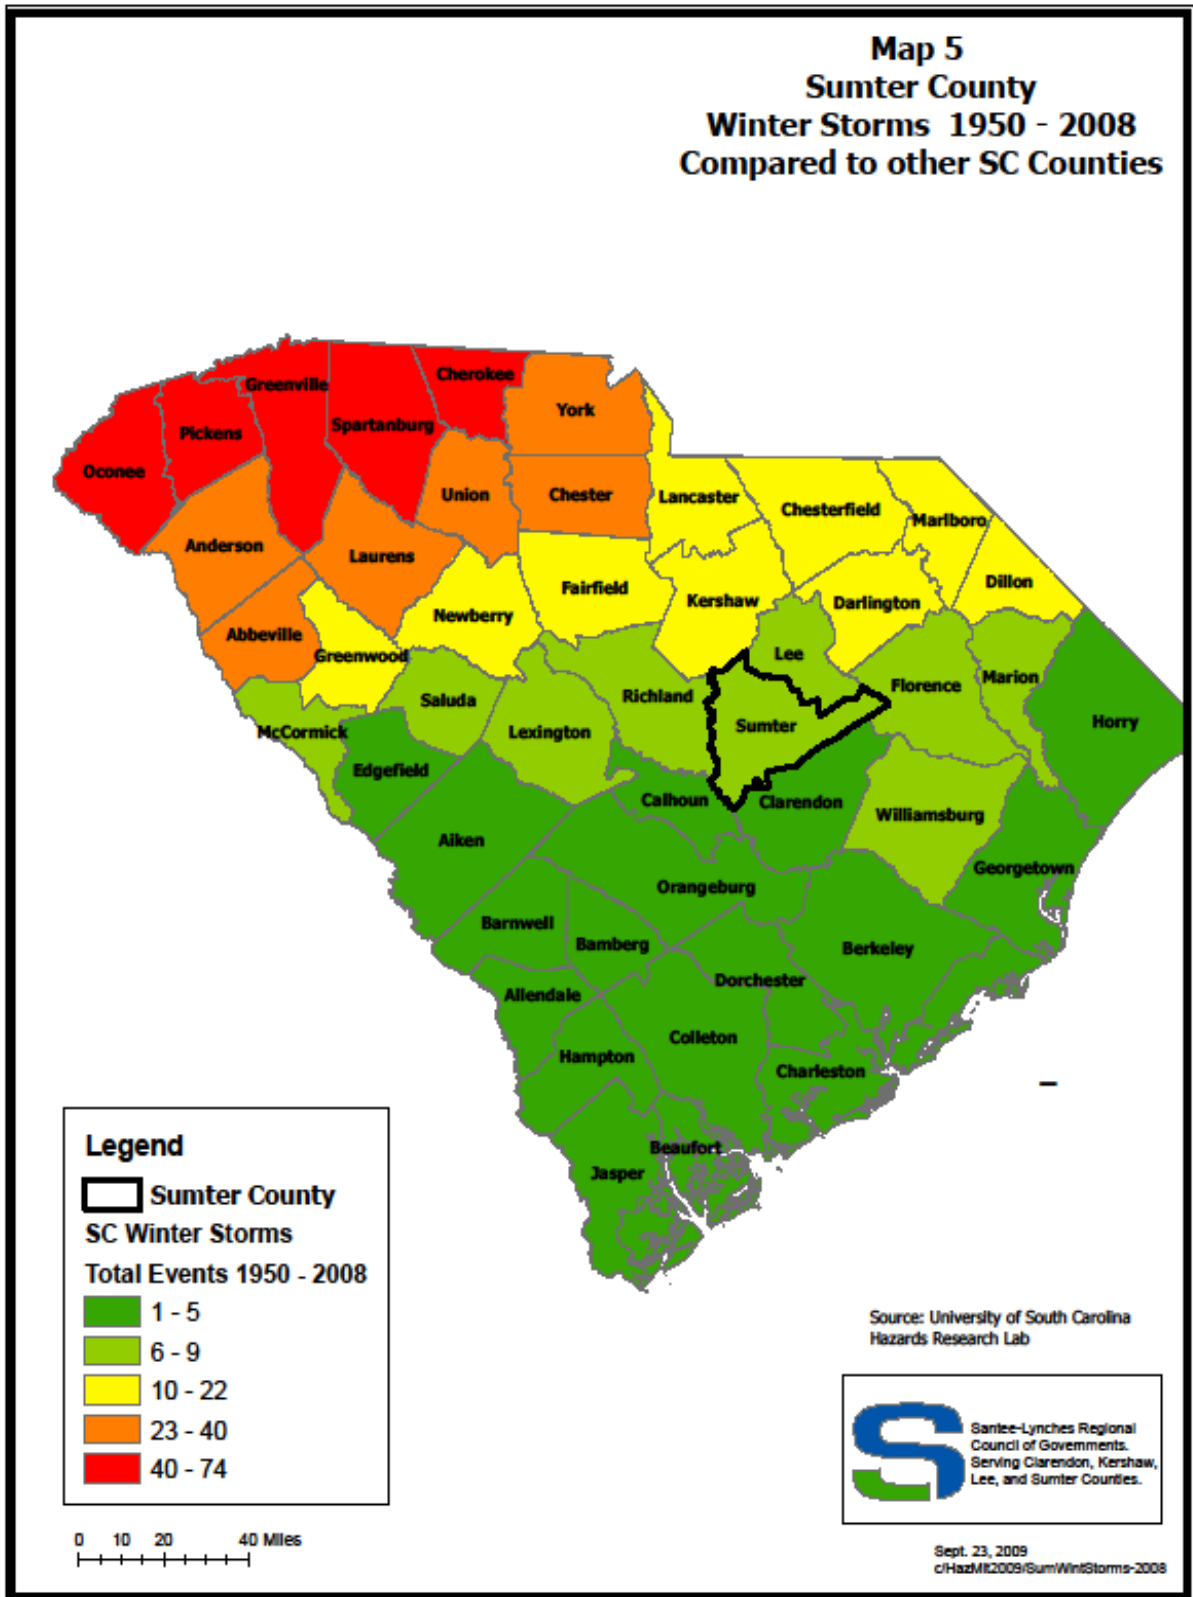 Map 5
Sumter County
Winter Storms 1950 - 2008
Compared to other SC Counties
Greenville
Cherokee
York
Spartanburg
Pickens
Oconee
Union
Chester
Lancaster
Chesterfield
Marlboro
Anderson
Laurens
Fairfield
Kershaw
Darlington
Dillon
Newberry
Abbeville
Greenwood
Lee
Saluda
Richland
Florence
Marion
McCormick
Lexington
Sumter
Horry
Edgefield
Calhoun
Clarendon
Williamsburg
Aiken
Georgetown
Orangeburg
Barnwell
Bamberg
Berkeley
Dorchester
Allendale
Colleton
Hampton
Charleston
Beaufort
Jasper
Legend
Sumter County
SC Winter Storms
Total Events 1950 - 2008
1 - 5
6 - 9
10 - 22
23 - 40
40 - 74
0 10 20 40 Miles
Source: University of South Carolina
Hazards Research Lab
Santee-Lynches Regional
Council of Governments.
Serving Clarendon, Kershaw,
Lee, and Sumter Counties.
Sept. 23, 2009
c/HazMit2009/SumWintStorms-2008